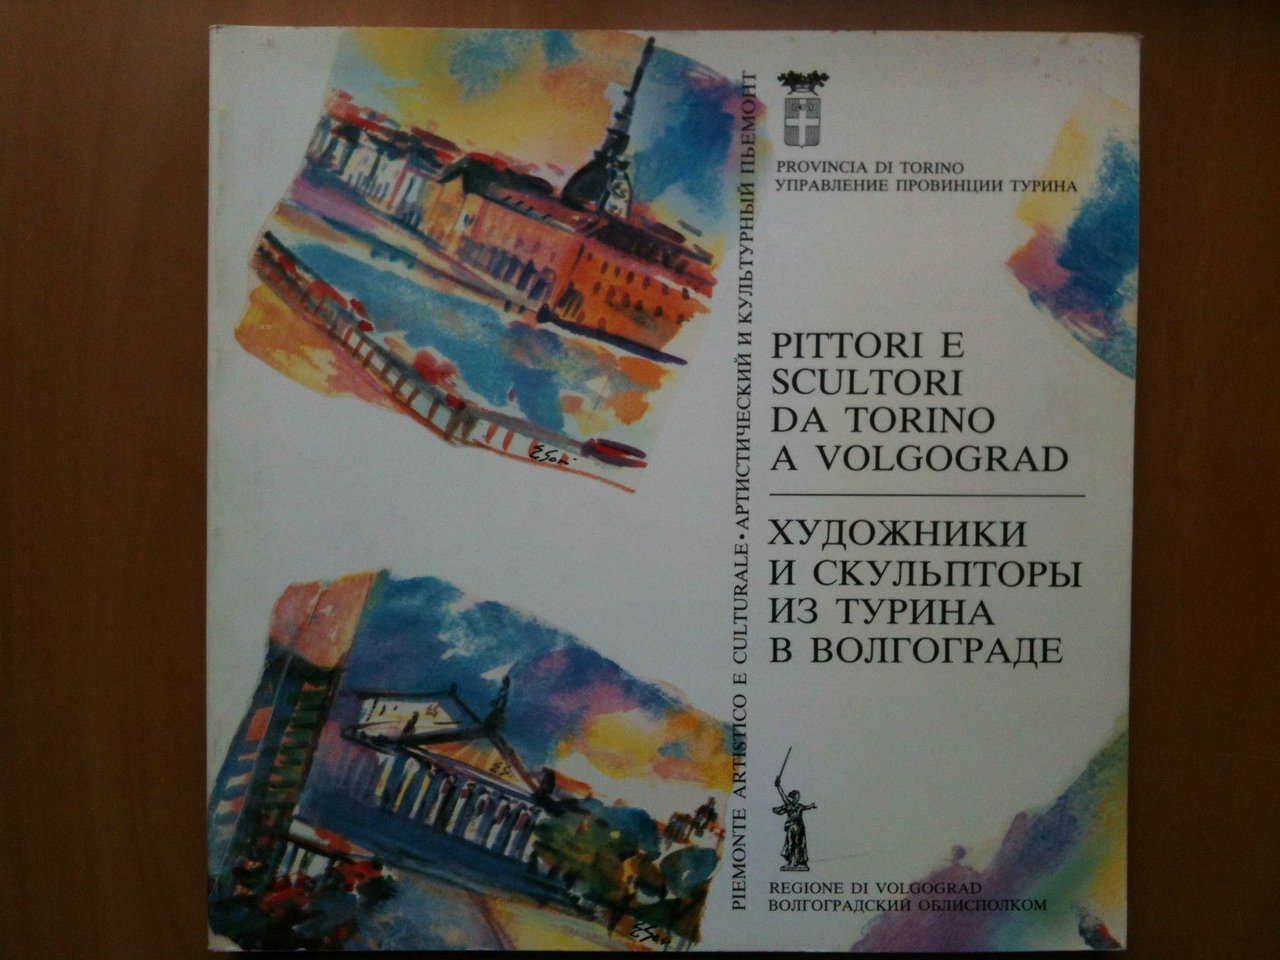 PROVINCIA DI TORINO
УПРАВЛЕНИЕ ПРОВИНЦИИ ТУРИНА
PIEMONTE ARTISTICO E CULTURALE • АРТИСТИЧЕСКИЙ И КУЛЬТУРНЫЙ ПЬЕМОНТ
PITTORI E
SCULTORI
DA TORINO
A VOLGOGRAD
ХУДОЖНИКИ
И СКУЛЬПТОРЫ
ИЗ ТУРИНА
В ВОЛГОГРАДЕ
REGIONE DI VOLGOGRAD
ВОЛГОГРАДСКИЙ ОБЛИСПОЛКОМ